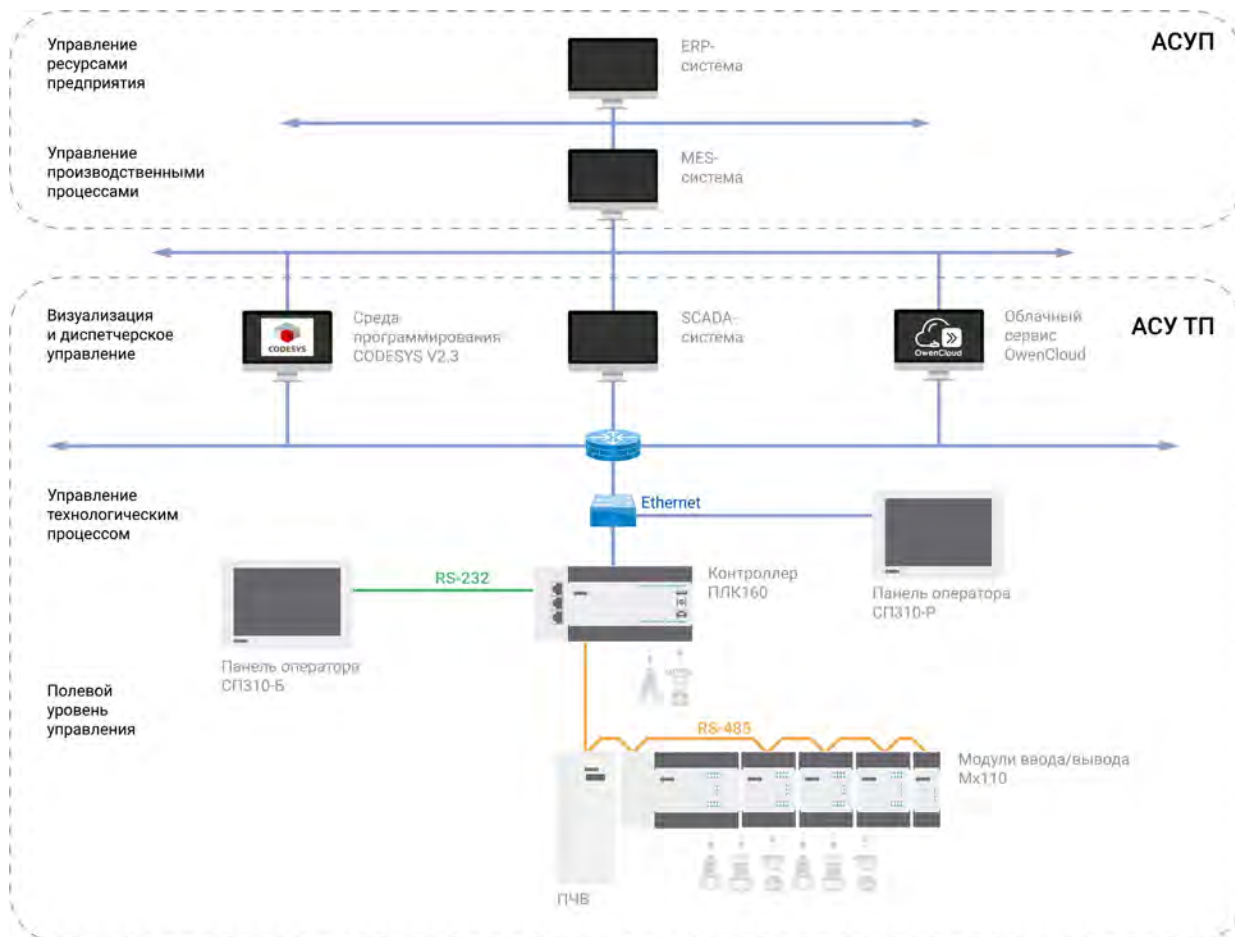 Управление
ресурсами
предприятия
ERP-
система
АСУП
Управление
производственными
процессами
MES-
система
Визуализация
и диспетчерское
управление
CODESYS
Среда
программирования
CODESYS V2.3
SCADA-
система
OwenCloud
Облачный
сервис
OwenCloud
АСУ ТП
Управление
технологическим
процессом
Ethernet
RS-232
Контроллер
ПЛК160
Панель оператора
СП310-Р
Панель оператора
СП310-Б
Полевой
уровень
управления
RS-485
Модули ввода/вывода
Мх110
ПЧВ